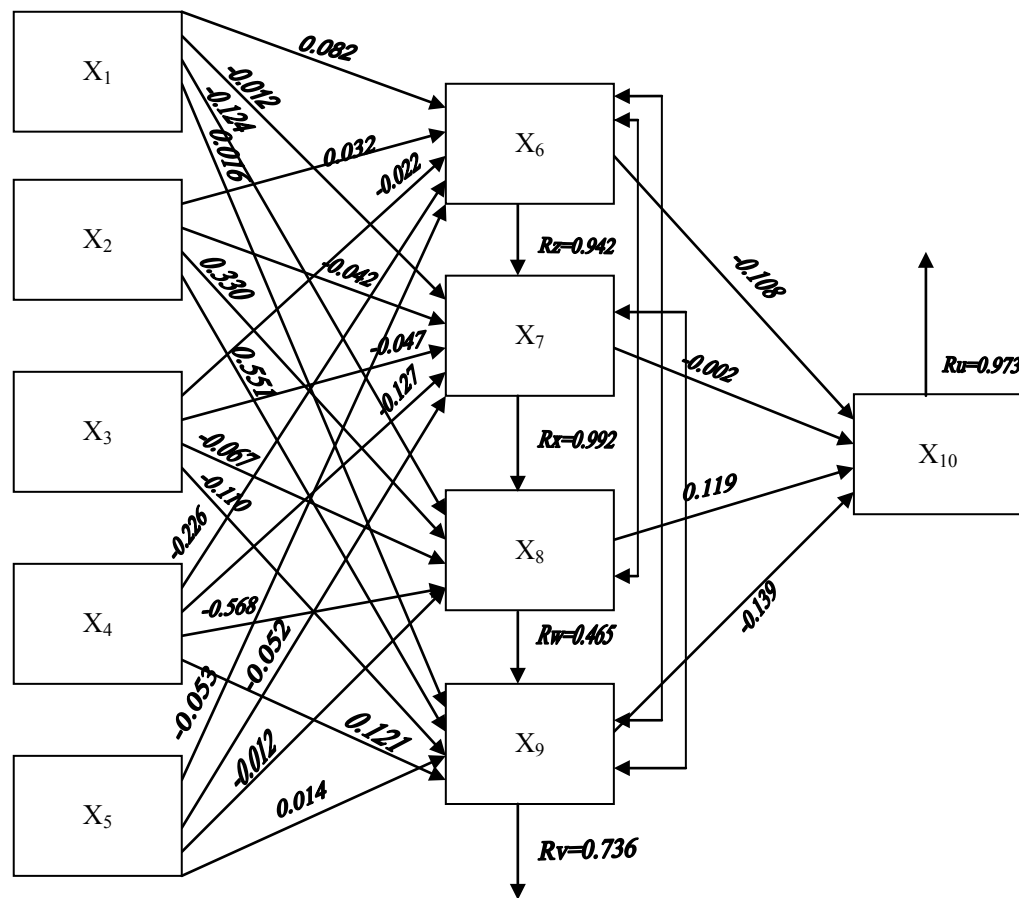 X1
0.082
-0.012
-0.124
0.016
X6
0.032
-0.022
X2
Rz=0.942
-0.042
0.330
-0.108
X7
-0.047
-0.002
Ru=0.973
0.551
-0.127
X3
-0.067
Rx=0.992
X10
-0.110
0.119
-0.226
X8
X4
-0.568
-0.139
Rw=0.465
-0.052
-0.053
0.121
X9
-0.012
0.014
X5
Rv=0.736